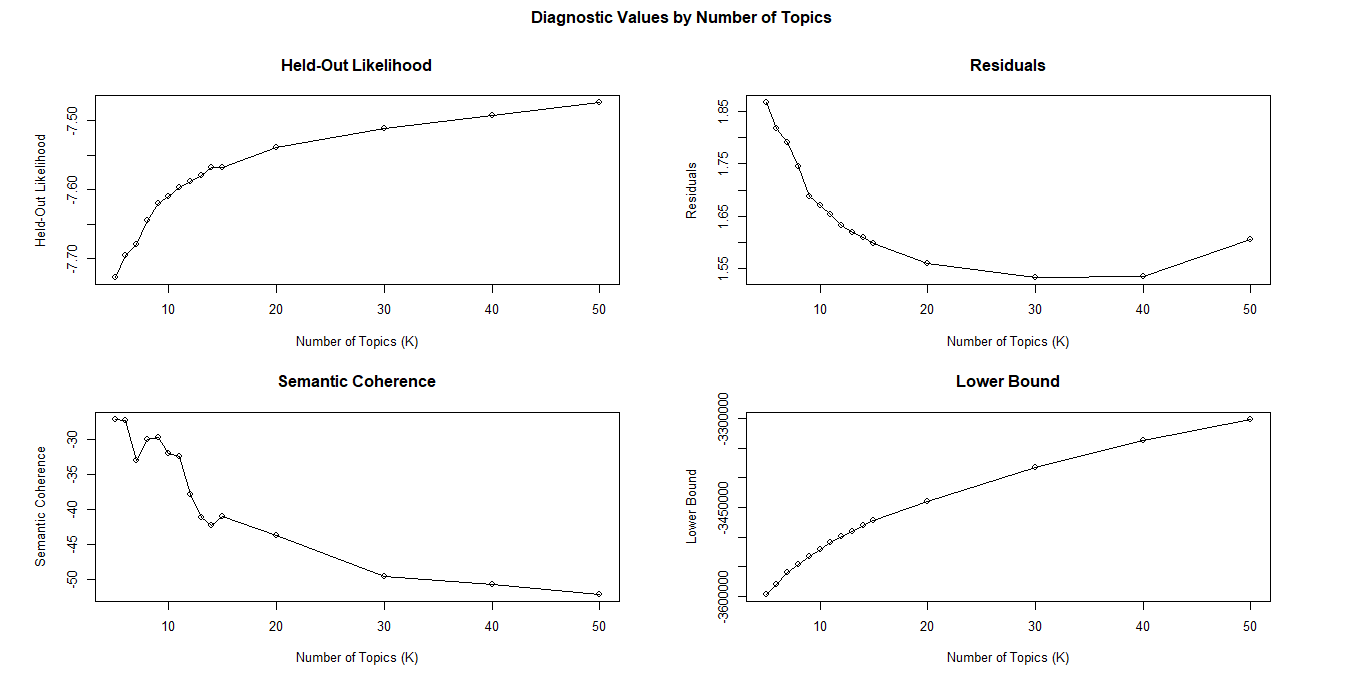 Diagnostic Values by Number of Topics
Held-Out Likelihood
Held-Out Likelihood
-7.50
-7.60
-7.70
10 20 30 40 50
Number of Topics (K)
Residuals
Residuals
1.85
1.75
1.65
1.55
10 20 30 40 50
Number of Topics (K)
Semantic Coherence
Semantic Coherence
-30
-35
-40
-45
-50
10 20 30 40 50
Number of Topics (K)
Lower Bound
Lower Bound
-3300000
-3450000
-3600000
10 20 30 40 50
Number of Topics (K)